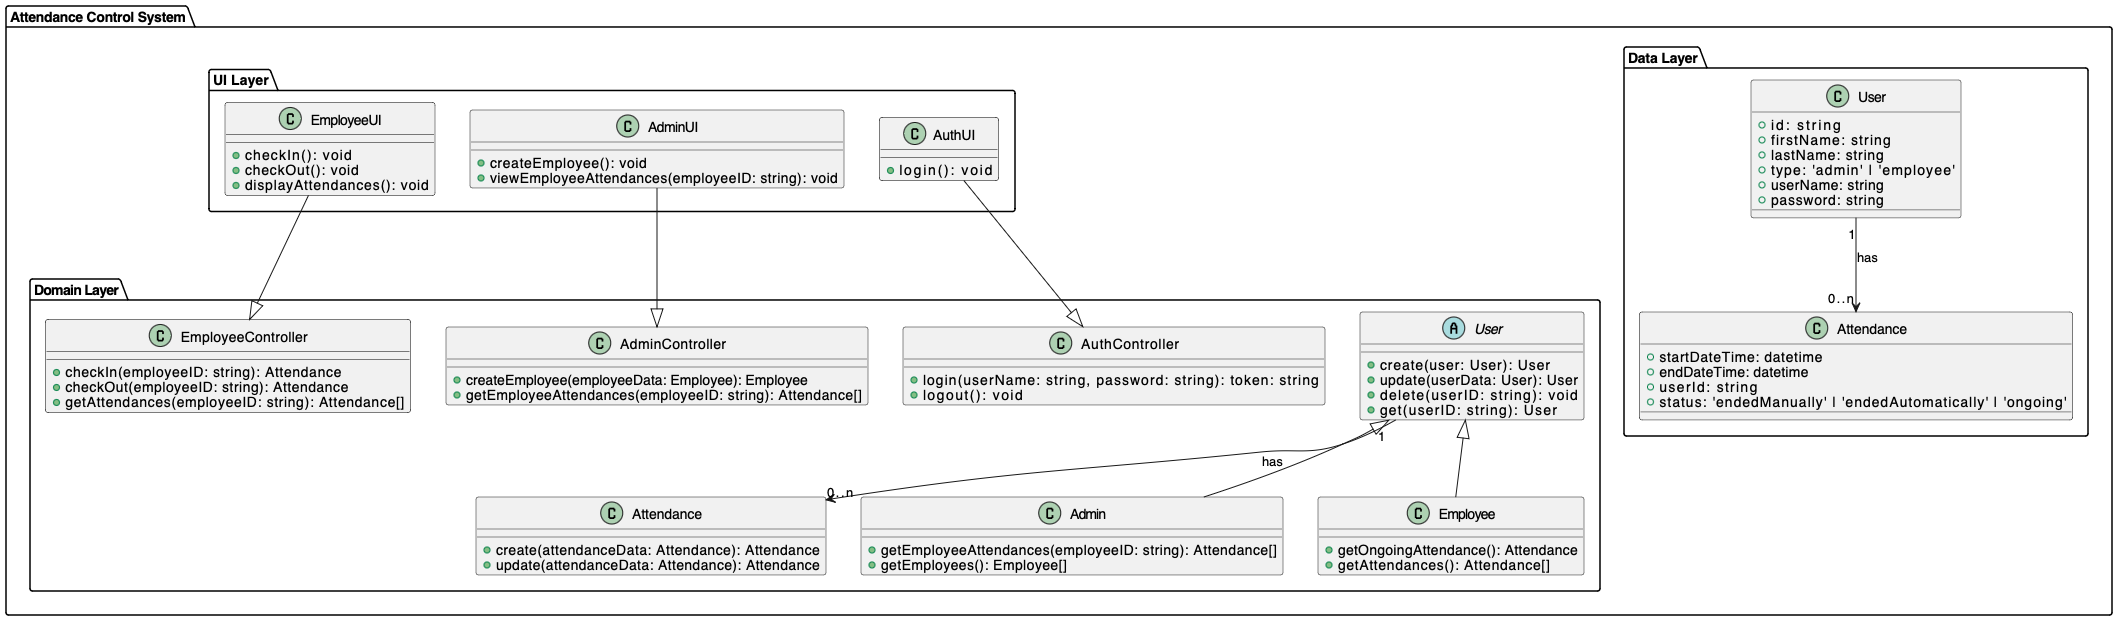 Attendance Control System
UI Layer
C EmployeeUI
checkIn(): void
checkOut(): void
displayAttendances(): void
C AdminUI
createEmployee(): void
viewEmployeeAttendances(employeeID: string): void
C AuthUI
login(): void
Data Layer
C User
id: string
firstName: string
lastName: string
type: 'admin' | 'employee'
userName: string
password: string
1
has
0..n
C Attendance
startDateTime: datetime
endDateTime: datetime
userId: string
status: 'endedManually' | 'endedAutomatically' | 'ongoing'
Domain Layer
C EmployeeController
checkIn(employeeID: string): Attendance
checkOut(employeeID: string): Attendance
getAttendances(employeeID: string): Attendance[]
C AdminController
createEmployee(employeeData: Employee): Employee
getEmployeeAttendances(employeeID: string): Attendance[]
C AuthController
login(userName: string, password: string): token: string
logout(): void
A User
create(user: User): User
update(userData: User): User
delete(userID: string): void
get(userID: string): User
1
has
0..n
C Attendance
create(attendanceData: Attendance): Attendance
update(attendanceData: Attendance): Attendance
C Admin
getEmployeeAttendances(employeeID: string): Attendance[]
getEmployees(): Employee[]
C Employee
getOngoingAttendance(): Attendance
getAttendances(): Attendance[]